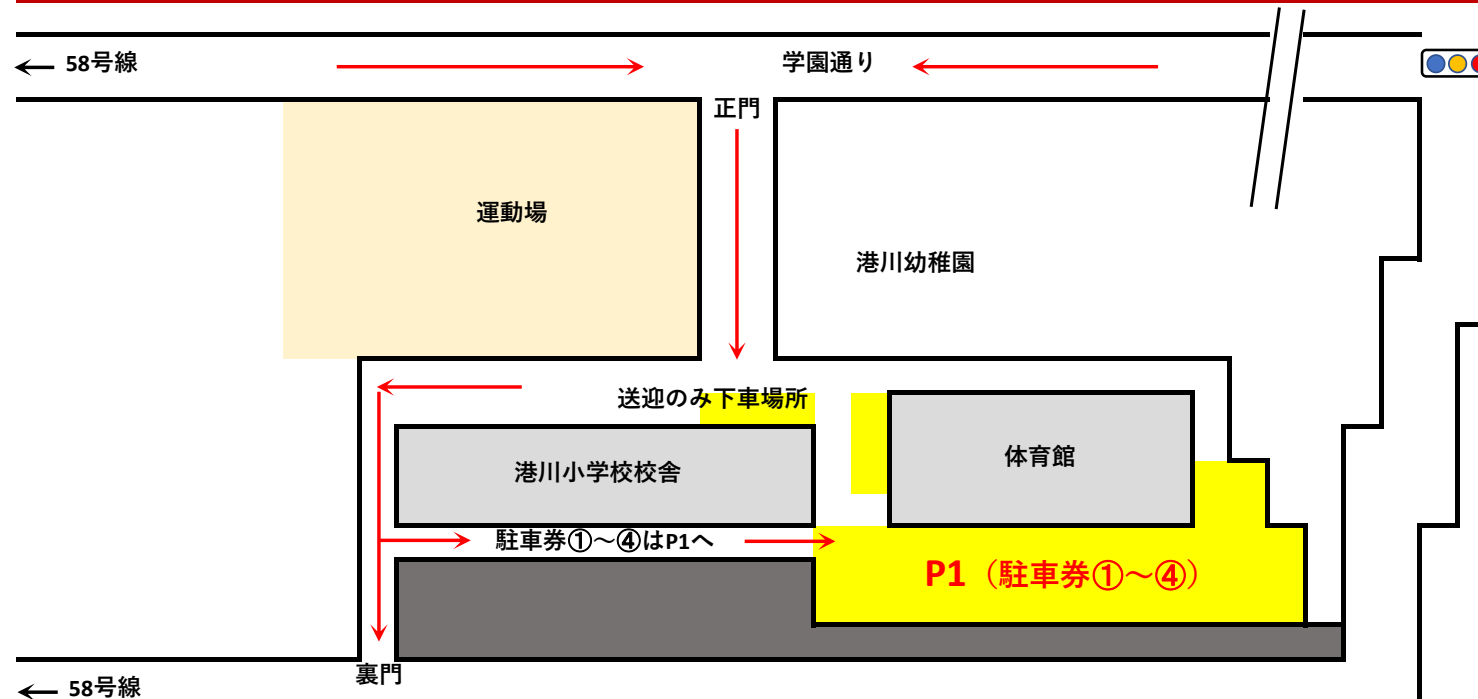 58号線
学園通り
正門
運動場
港川幼稚園
送迎のみ下車場所
体育館
港川小学校校舎
駐車券①～④はP1へ
P1（駐車券①～④）
裏門
58号線